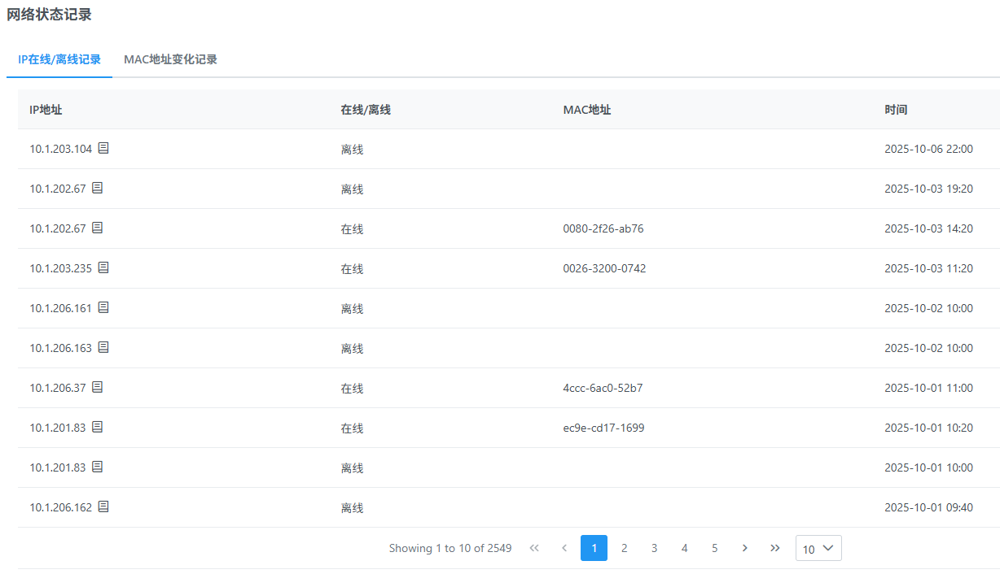 网络状态记录
IP在线/离线记录 MAC地址变化记录
IP地址 在线/离线 MAC地址 时间
10.1.203.104 离线 2025-10-06 22:00
10.1.202.67 离线 2025-10-03 19:20
10.1.202.67 在线 0080-2f26-ab76 2025-10-03 14:20
10.1.203.235 在线 0026-3200-0742 2025-10-03 11:20
10.1.206.161 离线 2025-10-02 10:00
10.1.206.163 离线 2025-10-02 10:00
10.1.206.37 在线 4ccc-6ac0-52b7 2025-10-01 11:00
10.1.201.83 在线 ec9e-cd17-1699 2025-10-01 10:20
10.1.201.83 离线 2025-10-01 10:00
10.1.206.162 离线 2025-10-01 09:40
Showing 1 to 10 of 2549 « ‹ 1 2 3 4 5 › » 10